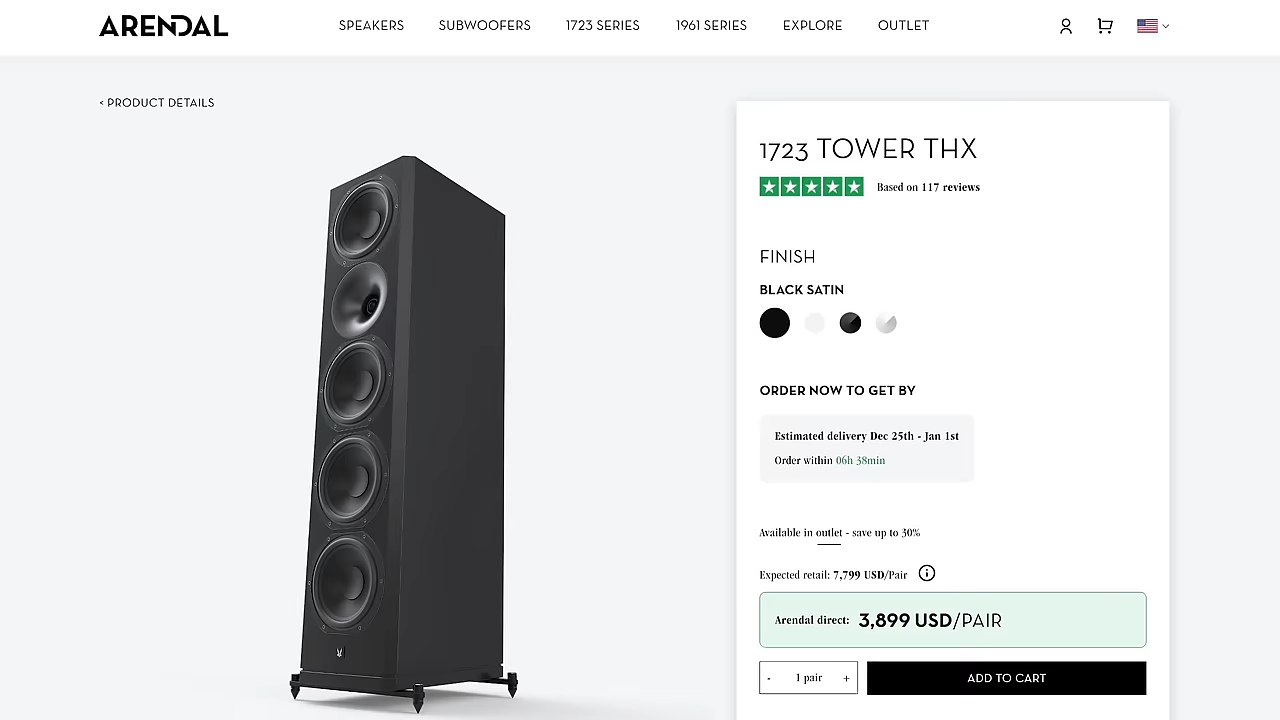 ARENDAL
SPEAKERS SUBWOOFERS 1723 SERIES 1961 SERIES EXPLORE OUTLET
< PRODUCT DETAILS
1723 TOWER THX
Based on 117 reviews
FINISH
BLACK SATIN
ORDER NOW TO GET BY
Estimated delivery Dec 25th - Jan 1st
Order within 06h 38min
Available in outlet - save up to 30%
Expected retail: 7,799 USD/Pair
Arendal direct: 3,899 USD/PAIR
- 1 pair +
ADD TO CART